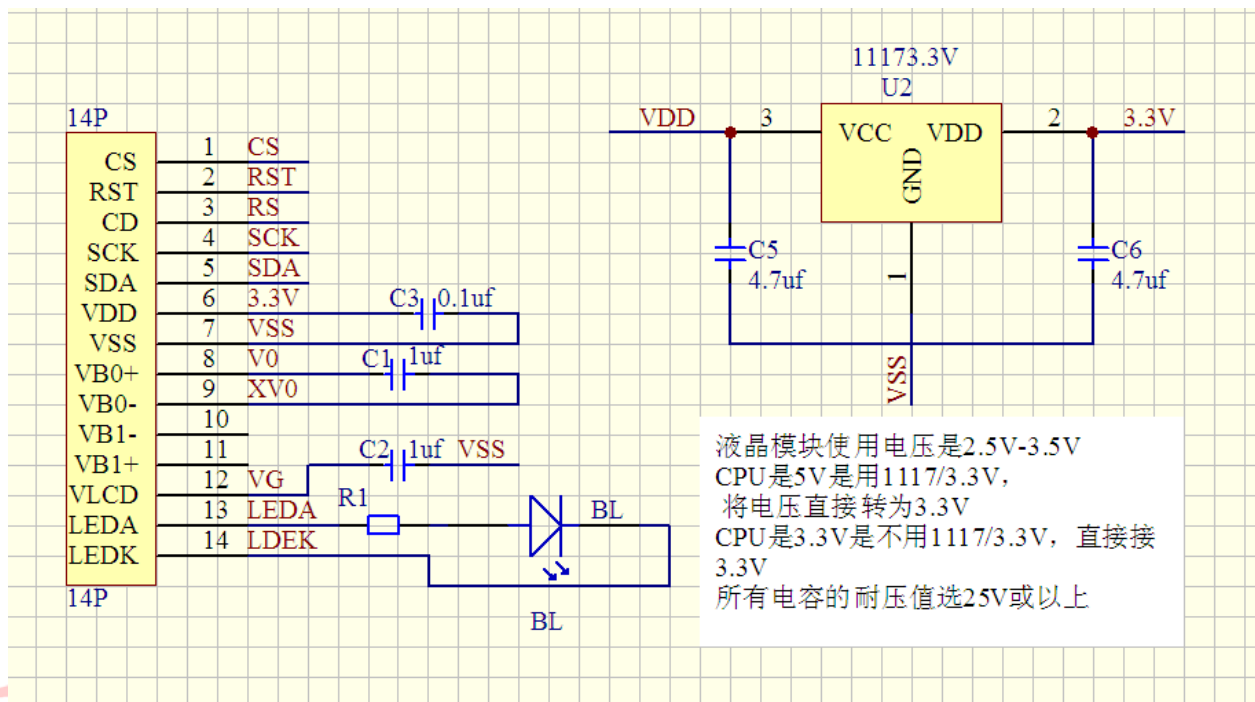 14P
CS 1 CS
RST 2 RST
CD 3 RS
SCK 4 SCK
SDA 5 SDA
VDD 6 3.3V C3 0.1uf
VSS 7 VSS
VB0+ 8 V0 C1 1uf
VB0- 9 XV0
VB1- 10
VB1+ 11 C2 1uf VSS
VLCD 12 VG
LEDA 13 LEDA R1 BL
LEDK 14 LDEK
14P
BL
11173.3V
U2
VDD 3 VCC VDD 2 3.3V
GND
C5
4.7uf
1
C6
4.7uf
VSS
液晶模块使用电压是2.5V-3.5V
CPU是5V是用1117/3.3V，
将电压直接转为3.3V
CPU是3.3V是不用1117/3.3V，直接接
3.3V
所有电容的耐压值选25V或以上